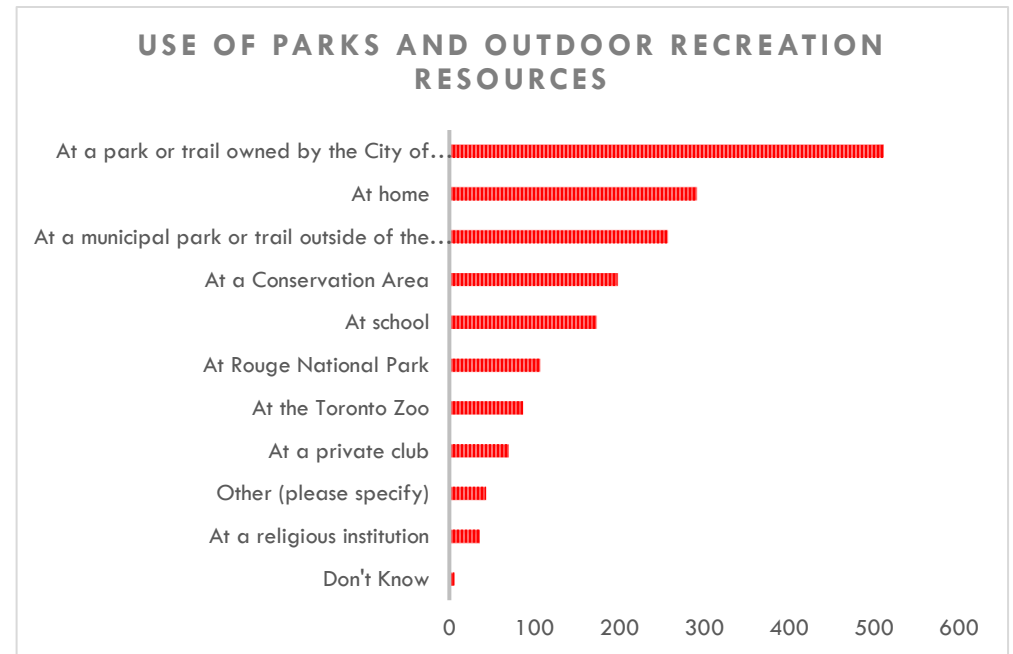 USE OF PARKS AND OUTDOOR RECREATION
RESOURCES
At a park or trail owned by the City of…
At home
At a municipal park or trail outside of the…
At a Conservation Area
At school
At Rouge National Park
At the Toronto Zoo
At a private club
Other (please specify)
At a religious institution
Don't Know
0 100 200 300 400 500 600